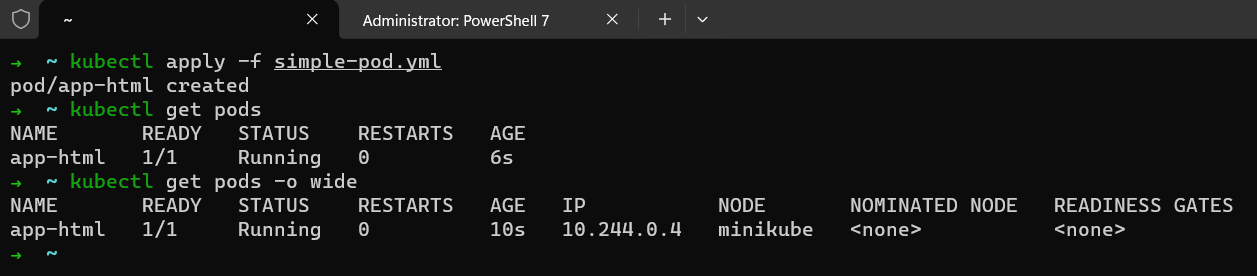 ~ Administrator: PowerShell 7
→ ~ kubectl apply -f simple-pod.yml
pod/app-html created
→ ~ kubectl get pods
NAME READY STATUS RESTARTS AGE
app-html 1/1 Running 0 6s
→ ~ kubectl get pods -o wide
NAME READY STATUS RESTARTS AGE IP NODE NOMINATED NODE READINESS GATES
app-html 1/1 Running 0 10s 10.244.0.4 minikube <none> <none>
→ ~